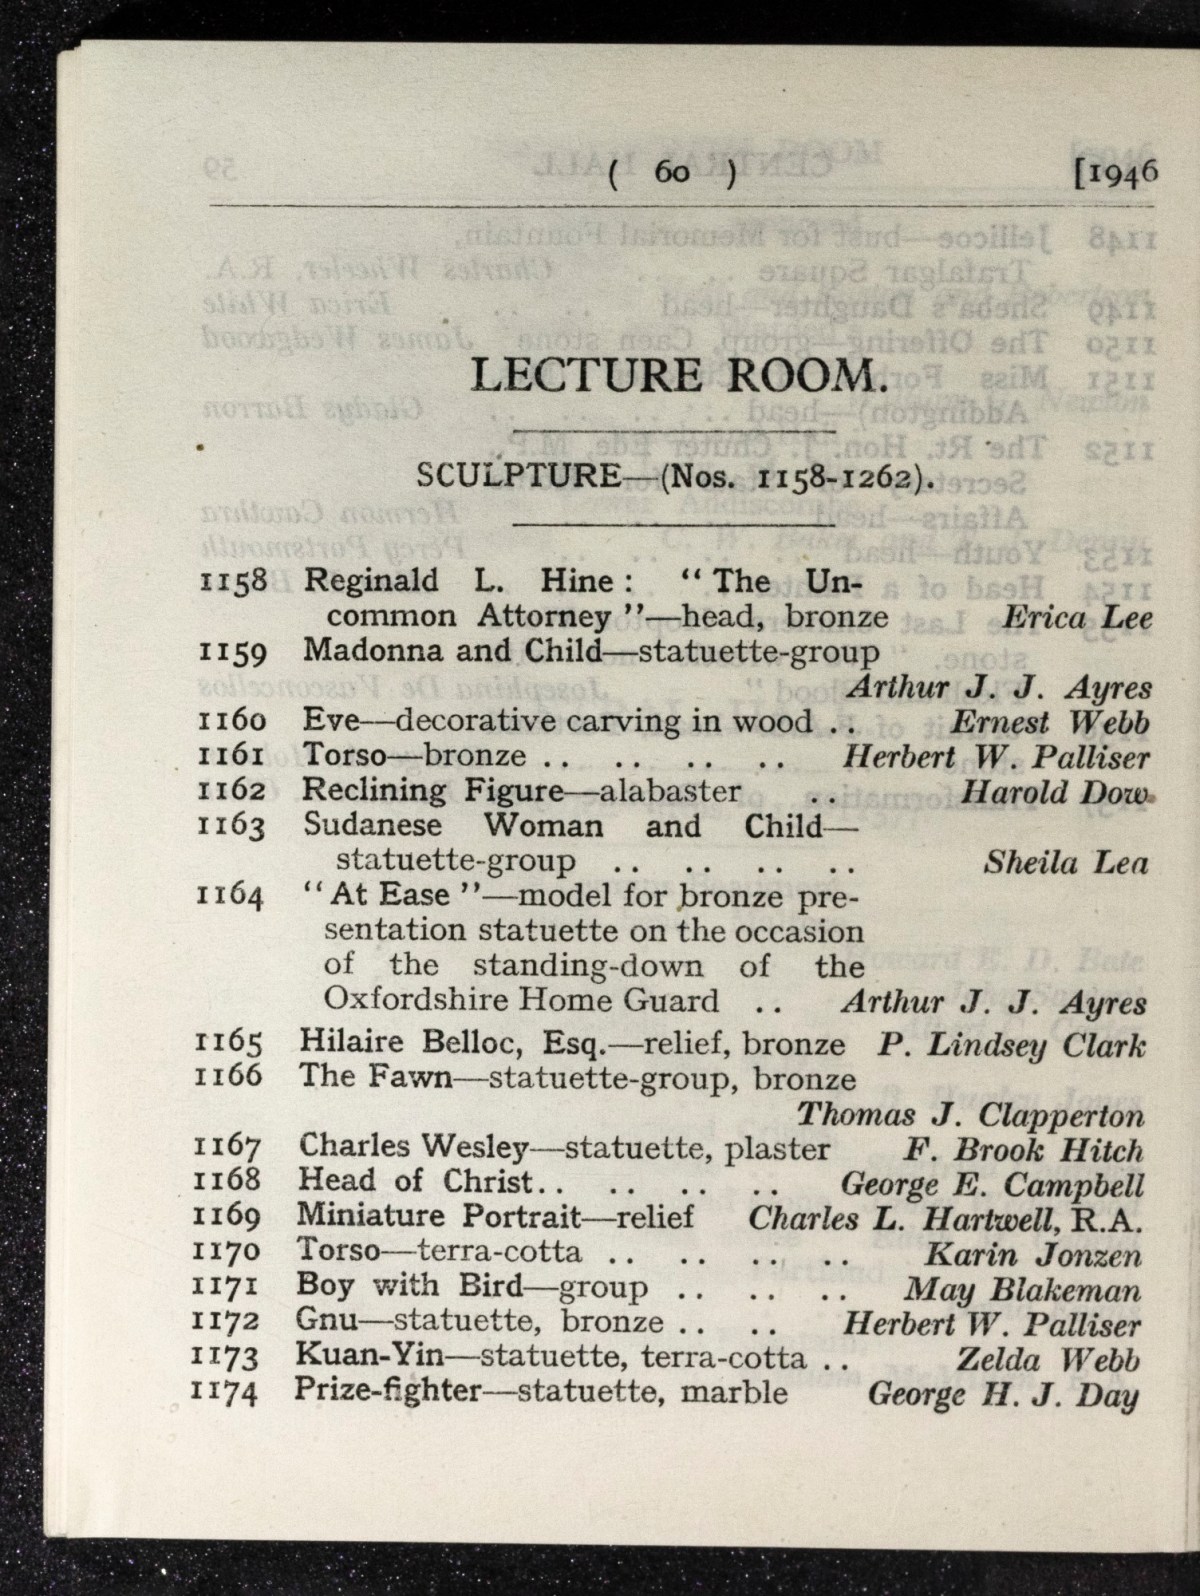 ( 60 ) [1946
LECTURE ROOM.
SCULPTURE—(Nos. 1158-1262).
1158 Reginald L. Hine : “ The Un-
common Attorney ”—head, bronze Erica Lee
1159 Madonna and Child—statuette-group
Arthur J. J. Ayres
1160 Eve—decorative carving in wood .. Ernest Webb
1161 Torso—bronze .. .. .. .. Herbert W. Palliser
1162 Reclining Figure—alabaster .. Harold Dow
1163 Sudanese Woman and Child—
statuette-group .. .. .. .. Sheila Lea
1164 “ At Ease ”—model for bronze pre-
sentation statuette on the occasion
of the standing-down of the
Oxfordshire Home Guard .. Arthur J. J. Ayres
1165 Hilaire Belloc, Esq.—relief, bronze P. Lindsey Clark
1166 The Fawn—statuette-group, bronze
Thomas J. Clapperton
1167 Charles Wesley—statuette, plaster F. Brook Hitch
1168 Head of Christ.. .. .. .. George E. Campbell
1169 Miniature Portrait—relief Charles L. Hartwell, R.A.
1170 Torso—terra-cotta .. .. .. .. Karin Jonzen
1171 Boy with Bird—group .. .. .. May Blakeman
1172 Gnu—statuette, bronze .. .. Herbert W. Palliser
1173 Kuan-Yin—statuette, terra-cotta .. Zelda Webb
1174 Prize-fighter—statuette, marble George H. J. Day